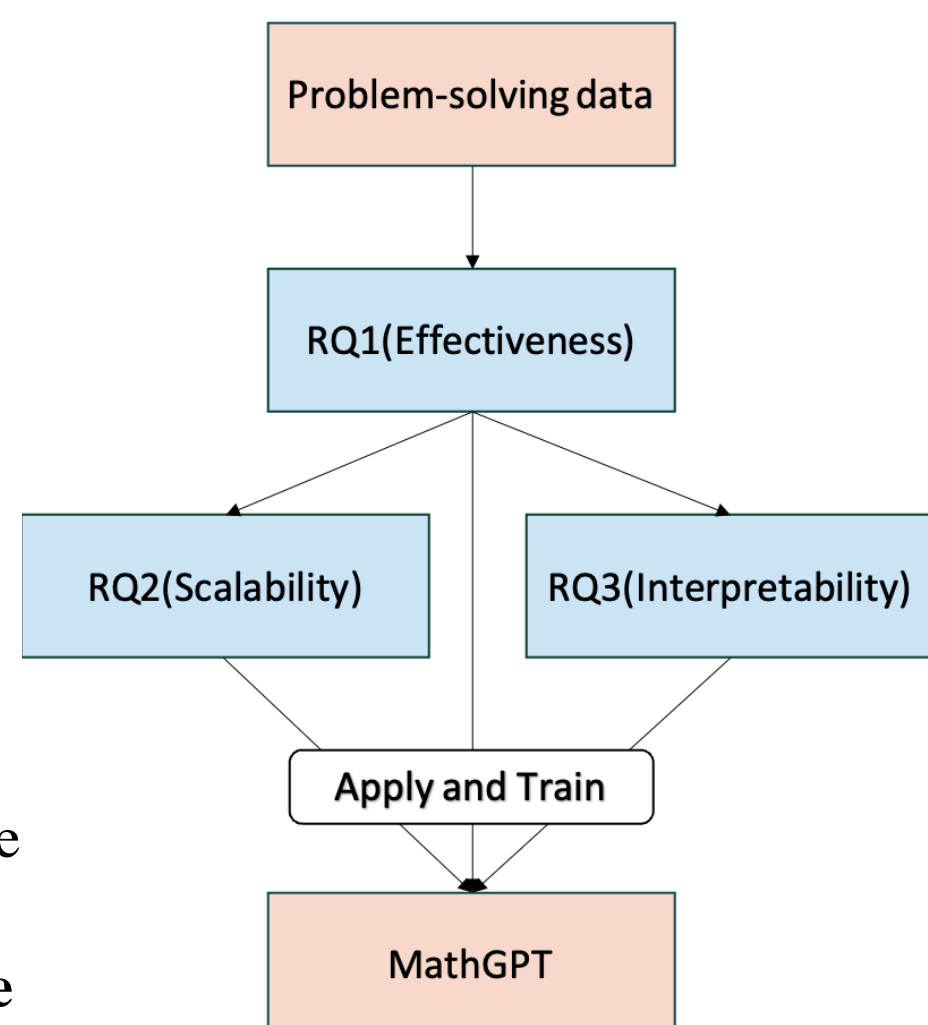 Problem-solving data
RQ1(Effectiveness)
RQ2(Scalability)
RQ3(Interpretability)
Apply and Train
e
e
MathGPT